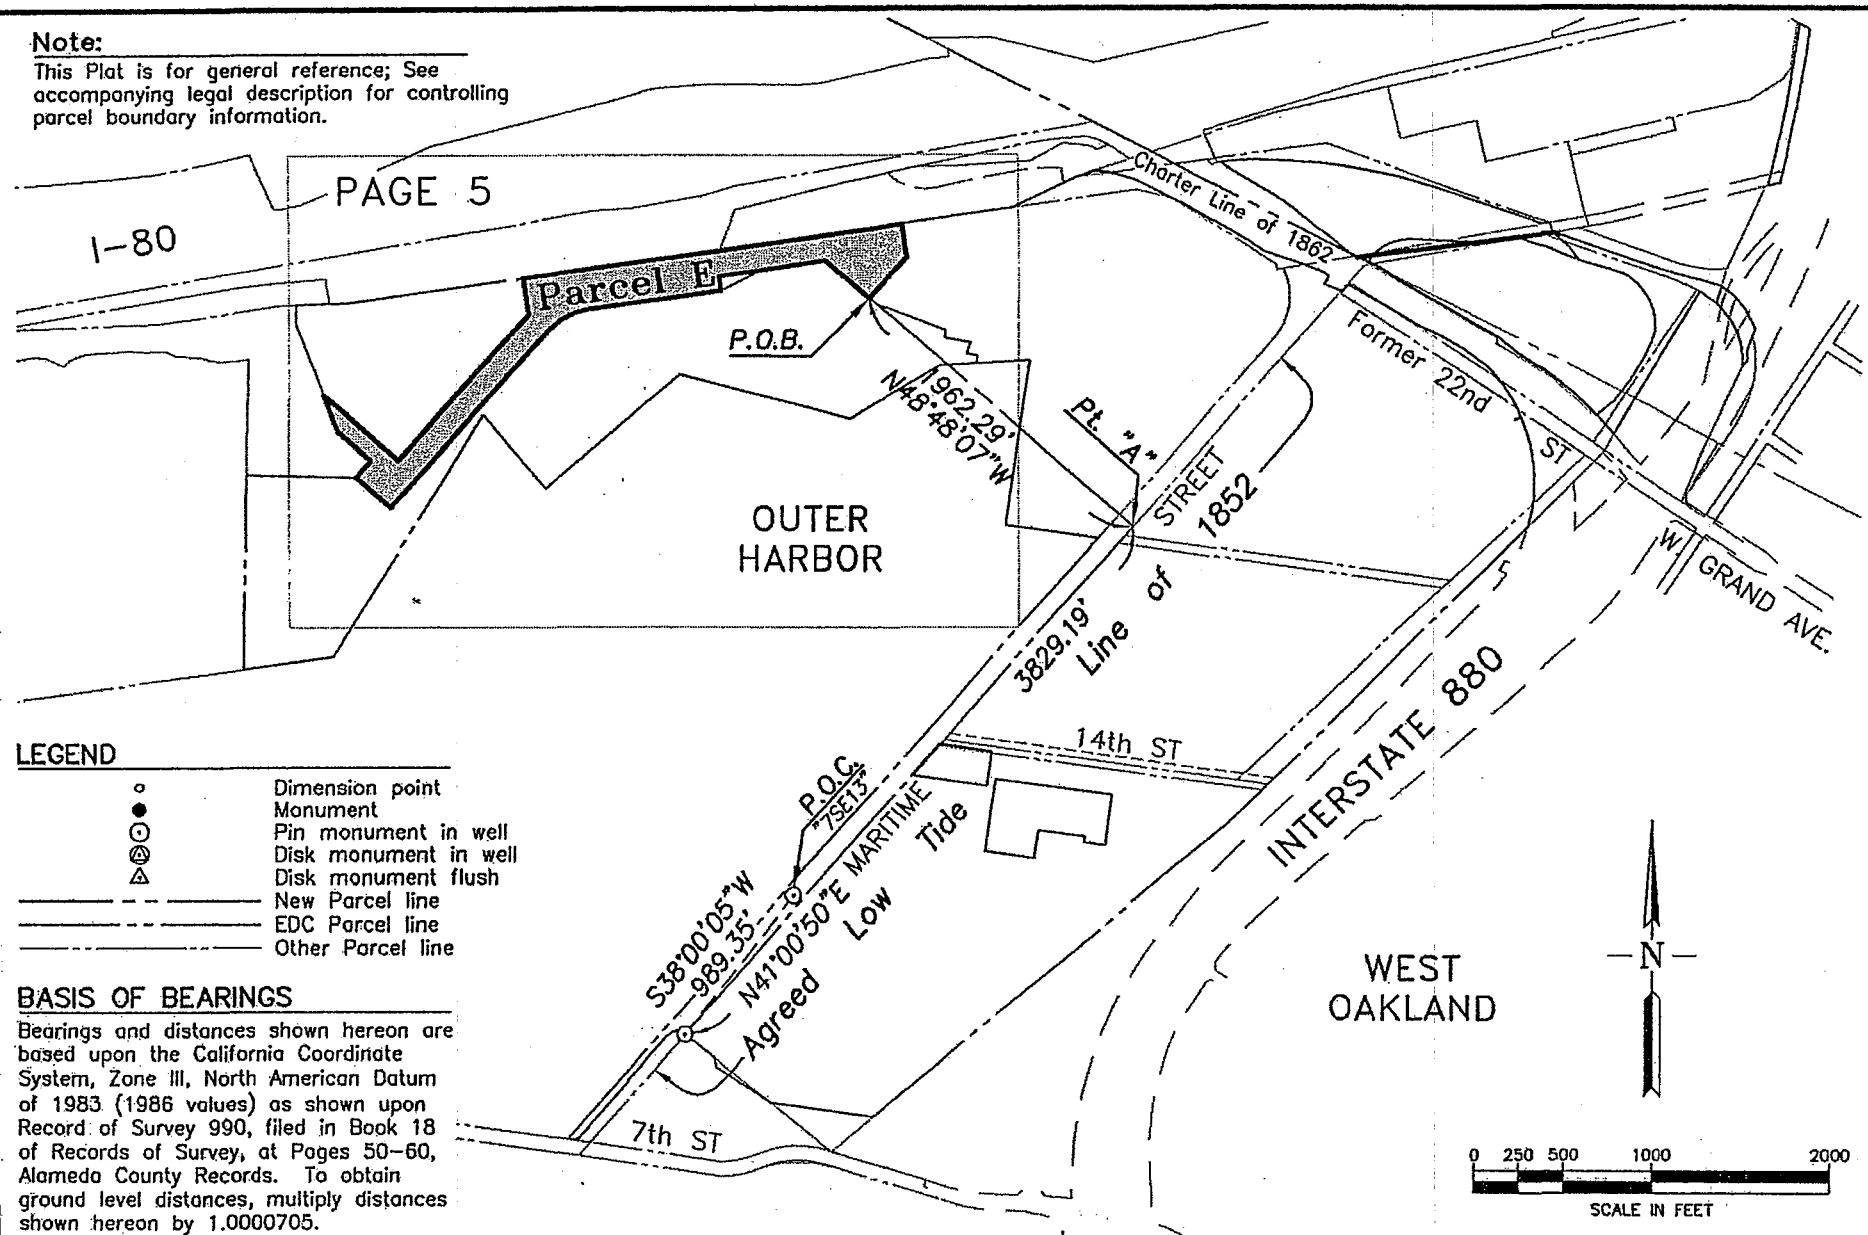 Note:
This Plat is for general reference; See
accompanying legal description for controlling
parcel boundary information.
PAGE 5
I-80
Parcel E
P.O.B.
Charter Line of 1862
Former 22nd
ST
962.29'
N48°48'07"W
Pt. "A"
STREET
1852
OUTER
HARBOR
W. GRAND AVE.
of
Line
3829.19'
INTERSTATE 880
14th ST
P.O.C.
"7SE13"
MARITIME
Tide
Low
S38°00'05"W
989.35'
N41°00'50"E
Agreed
7th ST
WEST
OAKLAND
N
0 250 500 1000 2000
SCALE IN FEET
LEGEND
Dimension point
Monument
Pin monument in well
Disk monument in well
Disk monument flush
New Parcel line
EDC Parcel line
Other Parcel line
BASIS OF BEARINGS
Bearings and distances shown hereon are
based upon the California Coordinate
System, Zone III, North American Datum
of 1983 (1986 values) as shown upon
Record of Survey 990, filed in Book 18
of Records of Survey, at Pages 50-60,
Alameda County Records. To obtain
ground level distances, multiply distances
shown hereon by 1.0000705.